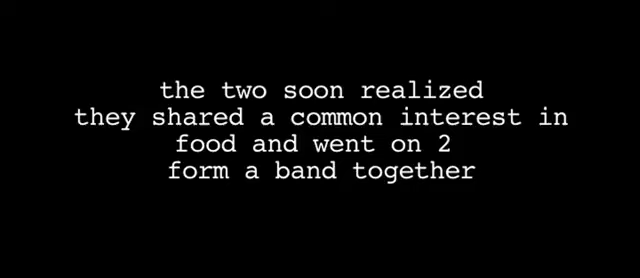 the two soon realized
they shared a common interest in
food and went on 2
form a band together